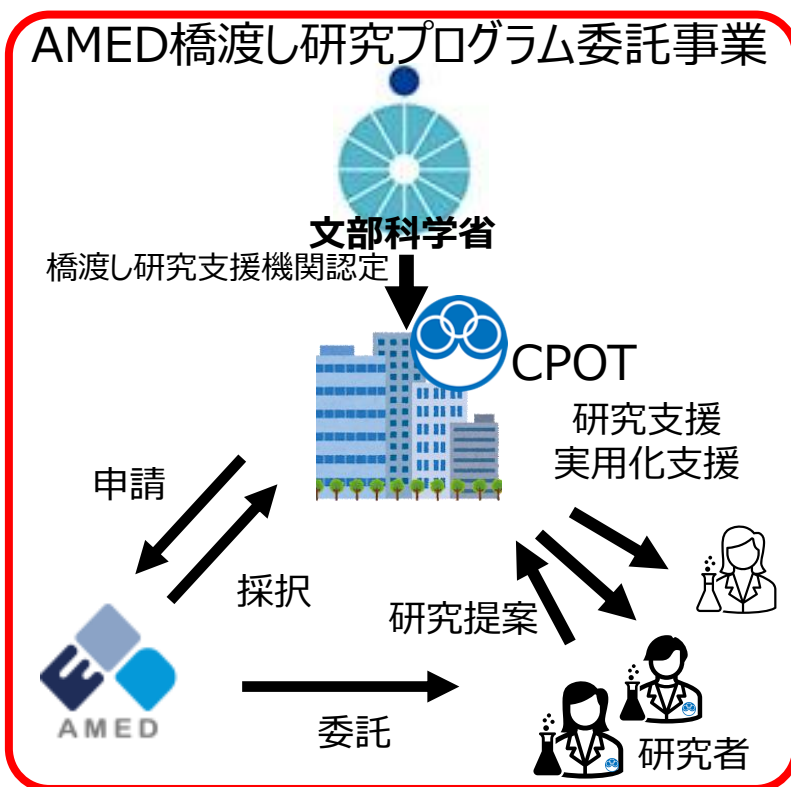 AMED橋渡し研究プログラム委託事業
文部科学省
橋渡し研究支援機関認定
CPOT
研究支援
実用化支援
申請
採択
研究提案
AMED
委託
研究者